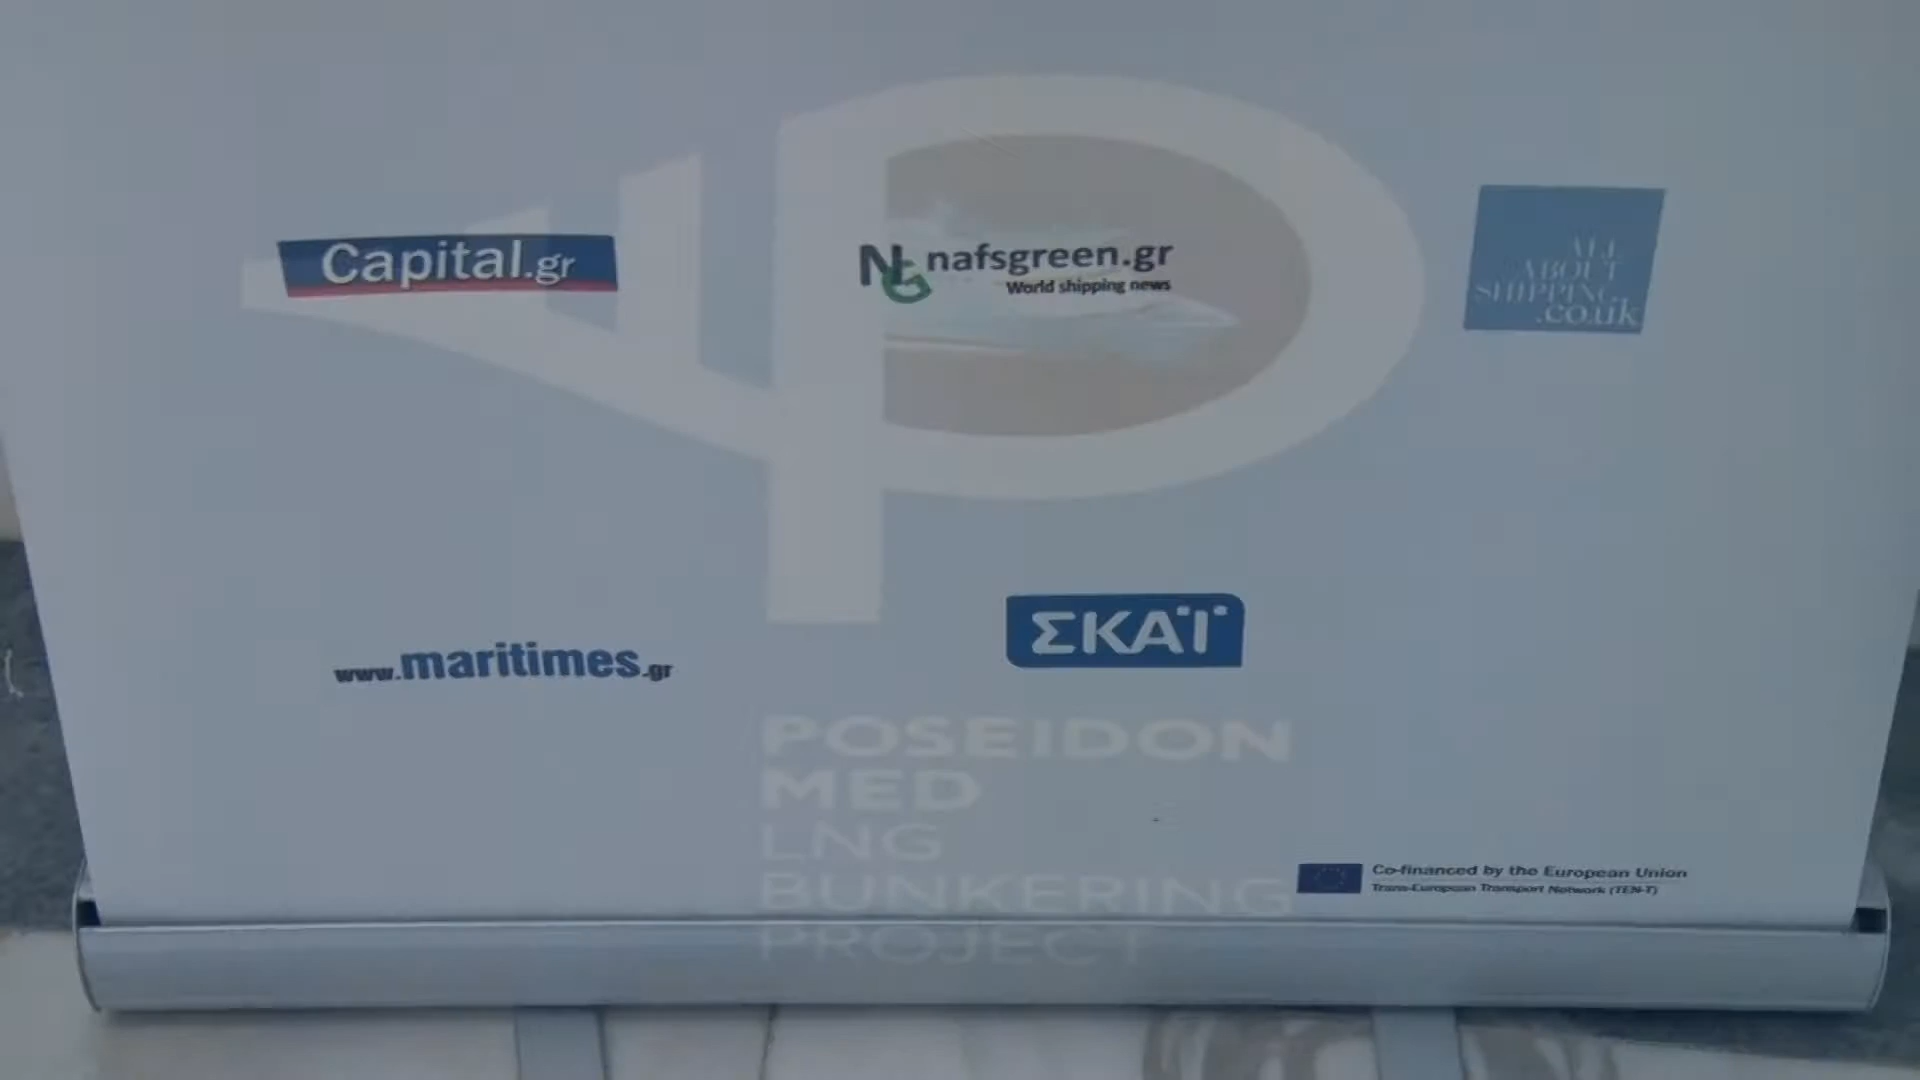 Capital.gr
NG nafsgreen.gr
World shipping news
ALL
ABOUT
SHIPPING
.co.uk
www.maritimes.gr
ΣΚΑΪ
POSEIDON
MED
LNG
BUNKERING
PROJECT
Co-financed by the European Union
Trans-European Transport Network (TEN-T)